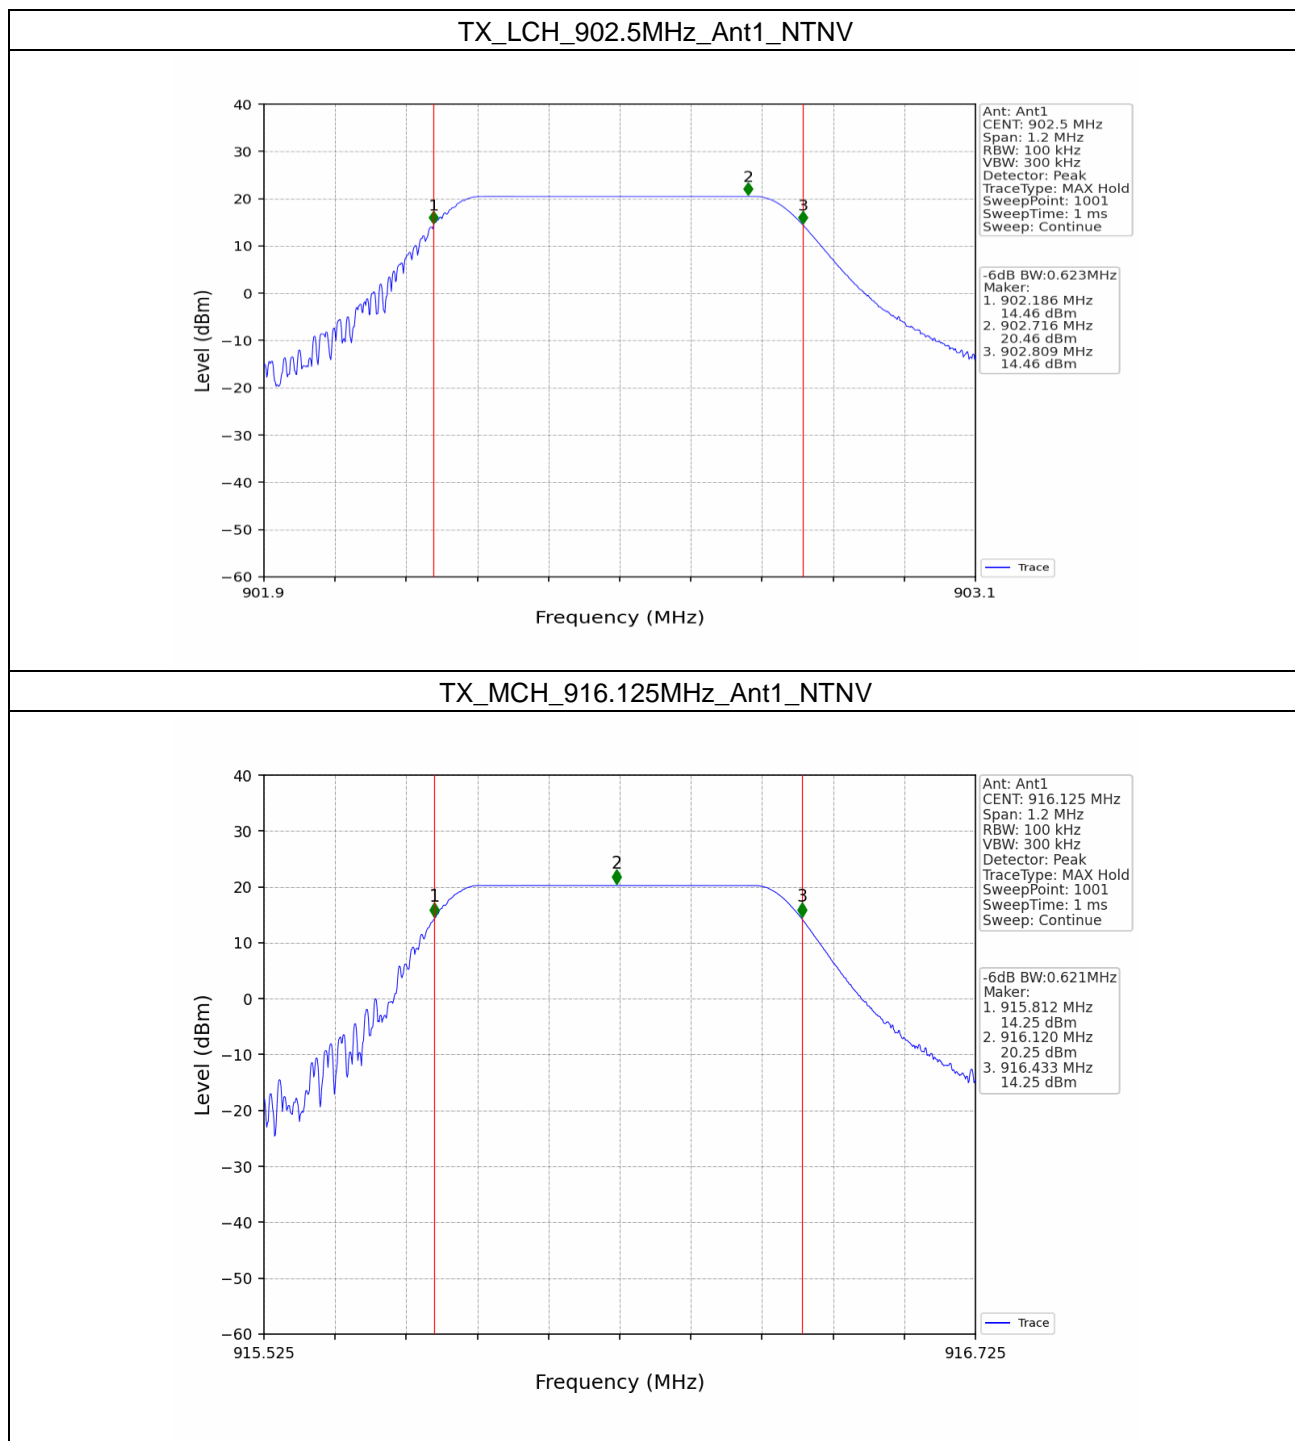 TX_LCH_902.5MHz_Ant1_NTNV
40
30
20
10
0
−10
−20
−30
−40
−50
−60
Level (dBm)
1
2
3
901.9
903.1
Frequency (MHz)
Ant: Ant1
CENT: 902.5 MHz
Span: 1.2 MHz
RBW: 100 kHz
VBW: 300 kHz
Detector: Peak
TraceType: MAX Hold
SweepPoint: 1001
SweepTime: 1 ms
Sweep: Continue
-6dB BW:0.623MHz
Maker:
1. 902.186 MHz
14.46 dBm
2. 902.716 MHz
20.46 dBm
3. 902.809 MHz
14.46 dBm
Trace
TX_MCH_916.125MHz_Ant1_NTNV
40
30
20
10
0
−10
−20
−30
−40
−50
−60
Level (dBm)
1
2
3
915.525
916.725
Frequency (MHz)
Ant: Ant1
CENT: 916.125 MHz
Span: 1.2 MHz
RBW: 100 kHz
VBW: 300 kHz
Detector: Peak
TraceType: MAX Hold
SweepPoint: 1001
SweepTime: 1 ms
Sweep: Continue
-6dB BW:0.621MHz
Maker:
1. 915.812 MHz
14.25 dBm
2. 916.120 MHz
20.25 dBm
3. 916.433 MHz
14.25 dBm
Trace